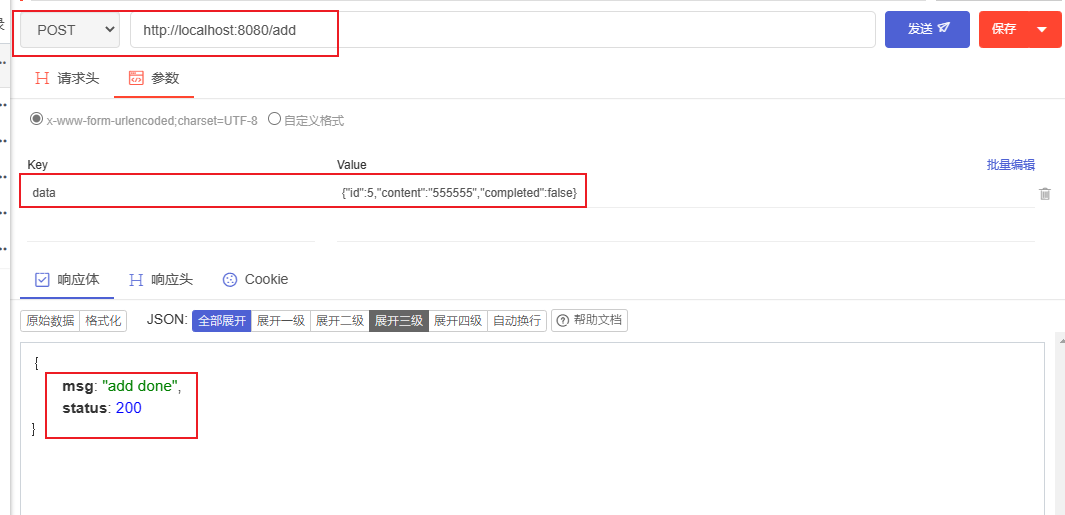 POST http://localhost:8080/add 发送 保存
请求头 参数
x-www-form-urlencoded;charset=UTF-8 自定义格式
Key Value 批量编辑
data {"id":5,"content":"555555","completed":false}
响应体 响应头 Cookie
原始数据 格式化 JSON: 全部展开 展开一级 展开二级 展开三级 展开四级 自动换行 帮助文档
{
msg: "add done",
status: 200
}